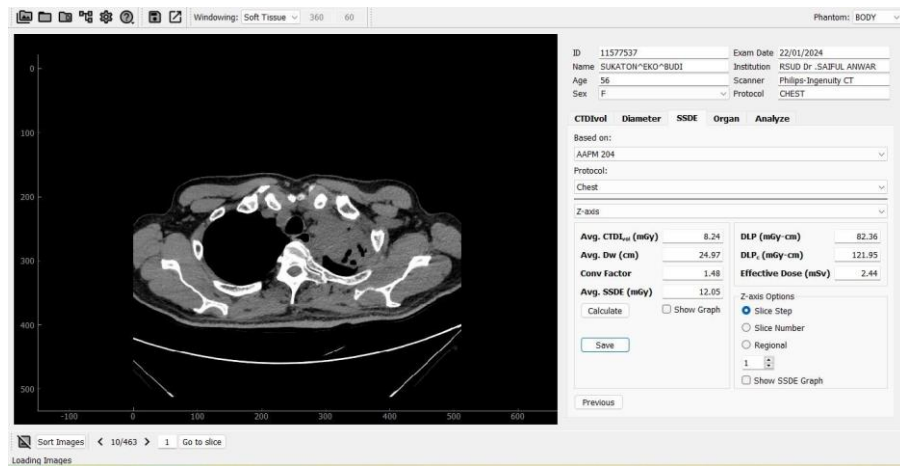 Windowing: Soft Tissue 360 60 Phantom: BODY
ID 11577537 Exam Date 22/01/2024
Name SUKATON^EKO^BUDI Institution RSUD Dr .SAIFUL ANWAR
Age 56 Scanner Philips-Ingenuity CT
Sex F Protocol CHEST
CTDIvol Diameter SSDE Organ Analyze
Based on:
AAPM 204
Protocol:
Chest
Z-axis
Avg. CTDIvol (mGy) 8.24 DLP (mGy-cm) 82.36
Avg. Dw (cm) 24.97 DLPc (mGy-cm) 121.95
Conv Factor 1.48 Effective Dose (mSv) 2.44
Avg. SSDE (mGy) 12.05
Z-axis Options
Calculate Show Graph
Slice Step
Slice Number
Save
Regional
1
Show SSDE Graph
Previous
0
100
200
300
400
500
-100 0 100 200 300 400 500 600
Sort Images 10/463 1 Go to slice
Loading Images